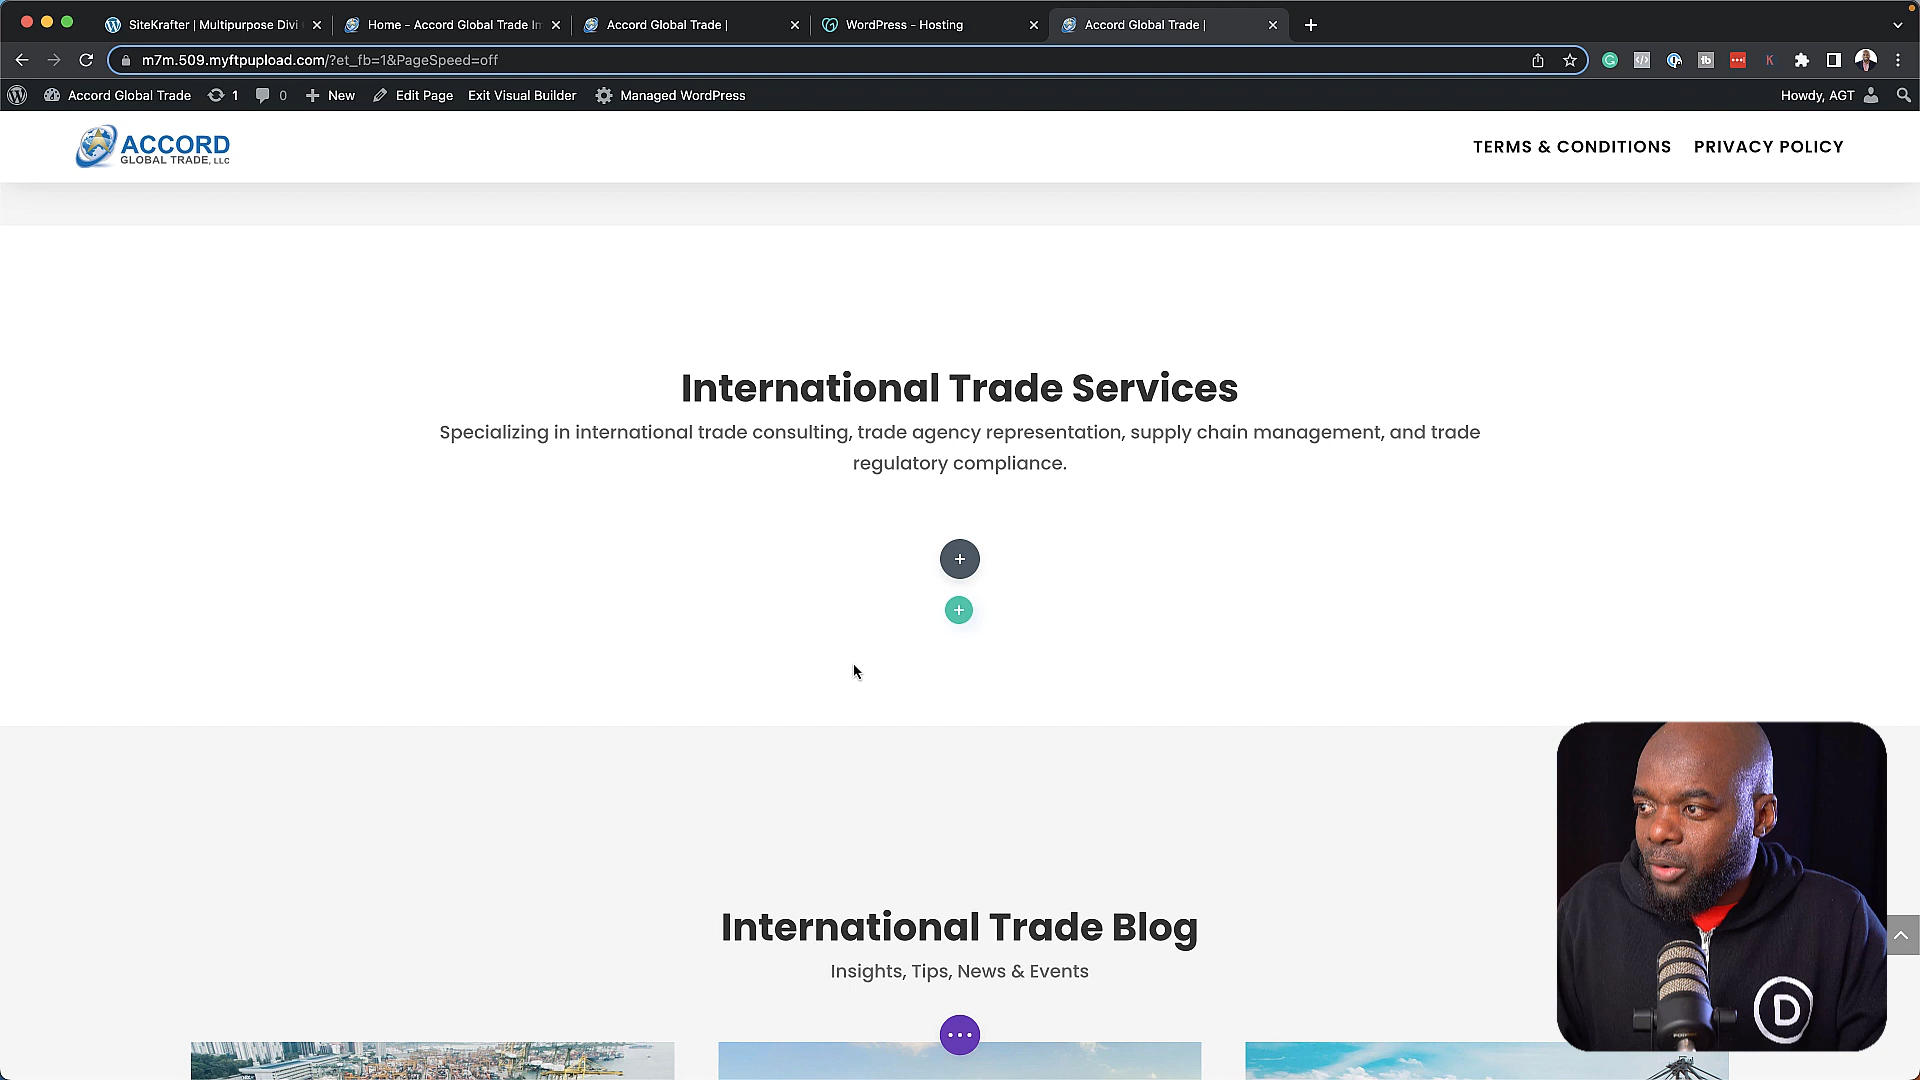 SiteKrafter | Multipurpose Divi
Home - Accord Global Trade In
Accord Global Trade |
WordPress - Hosting
Accord Global Trade |
m7m.509.myftpupload.com/?et_fb=1&PageSpeed=off
Accord Global Trade 1 0 New Edit Page Exit Visual Builder Managed WordPress Howdy, AGT
ACCORD
GLOBAL TRADE, LLC
TERMS & CONDITIONS PRIVACY POLICY
International Trade Services
Specializing in international trade consulting, trade agency representation, supply chain management, and trade
regulatory compliance.
International Trade Blog
Insights, Tips, News & Events
D